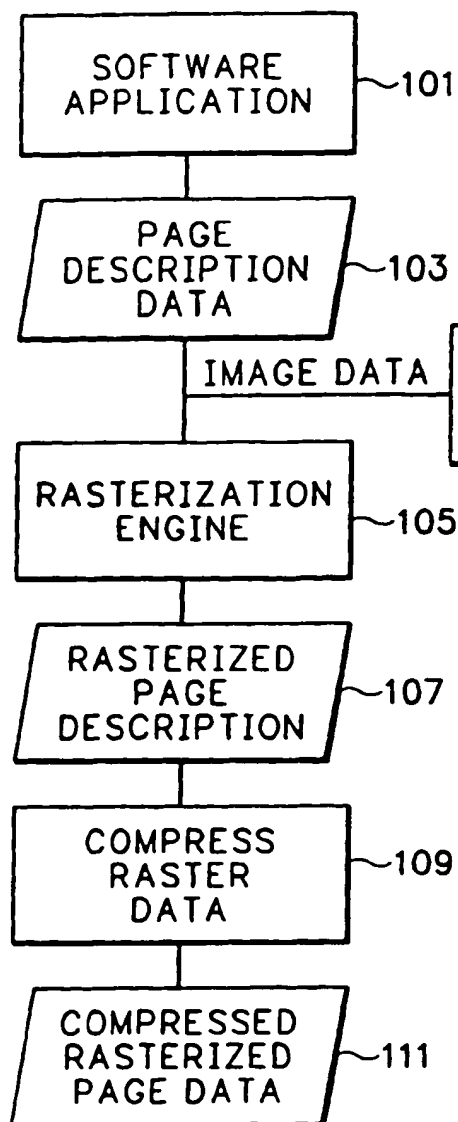 SOFTWARE
APPLICATION
101
PAGE
DESCRIPTION
DATA
103
IMAGE DATA
RASTERIZATION
ENGINE
105
RASTERIZED
PAGE
DESCRIPTION
107
COMPRESS
RASTER
DATA
109
COMPRESSED
RASTERIZED
PAGE DATA
111